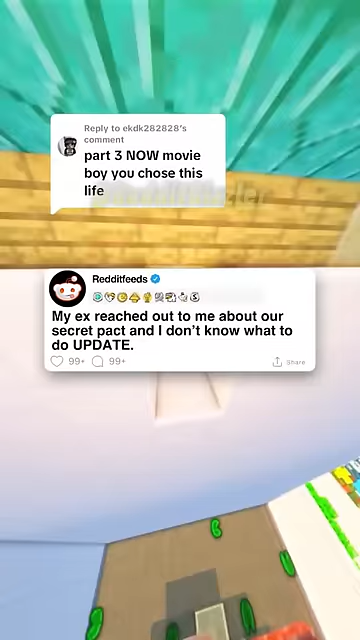 Reply to ekdk282828's
comment
part 3 NOW movie
boy you chose this
life
Redditfeeds
My ex reached out to me about our
secret pact and I don't know what to
do UPDATE.
99+ 99+ Share